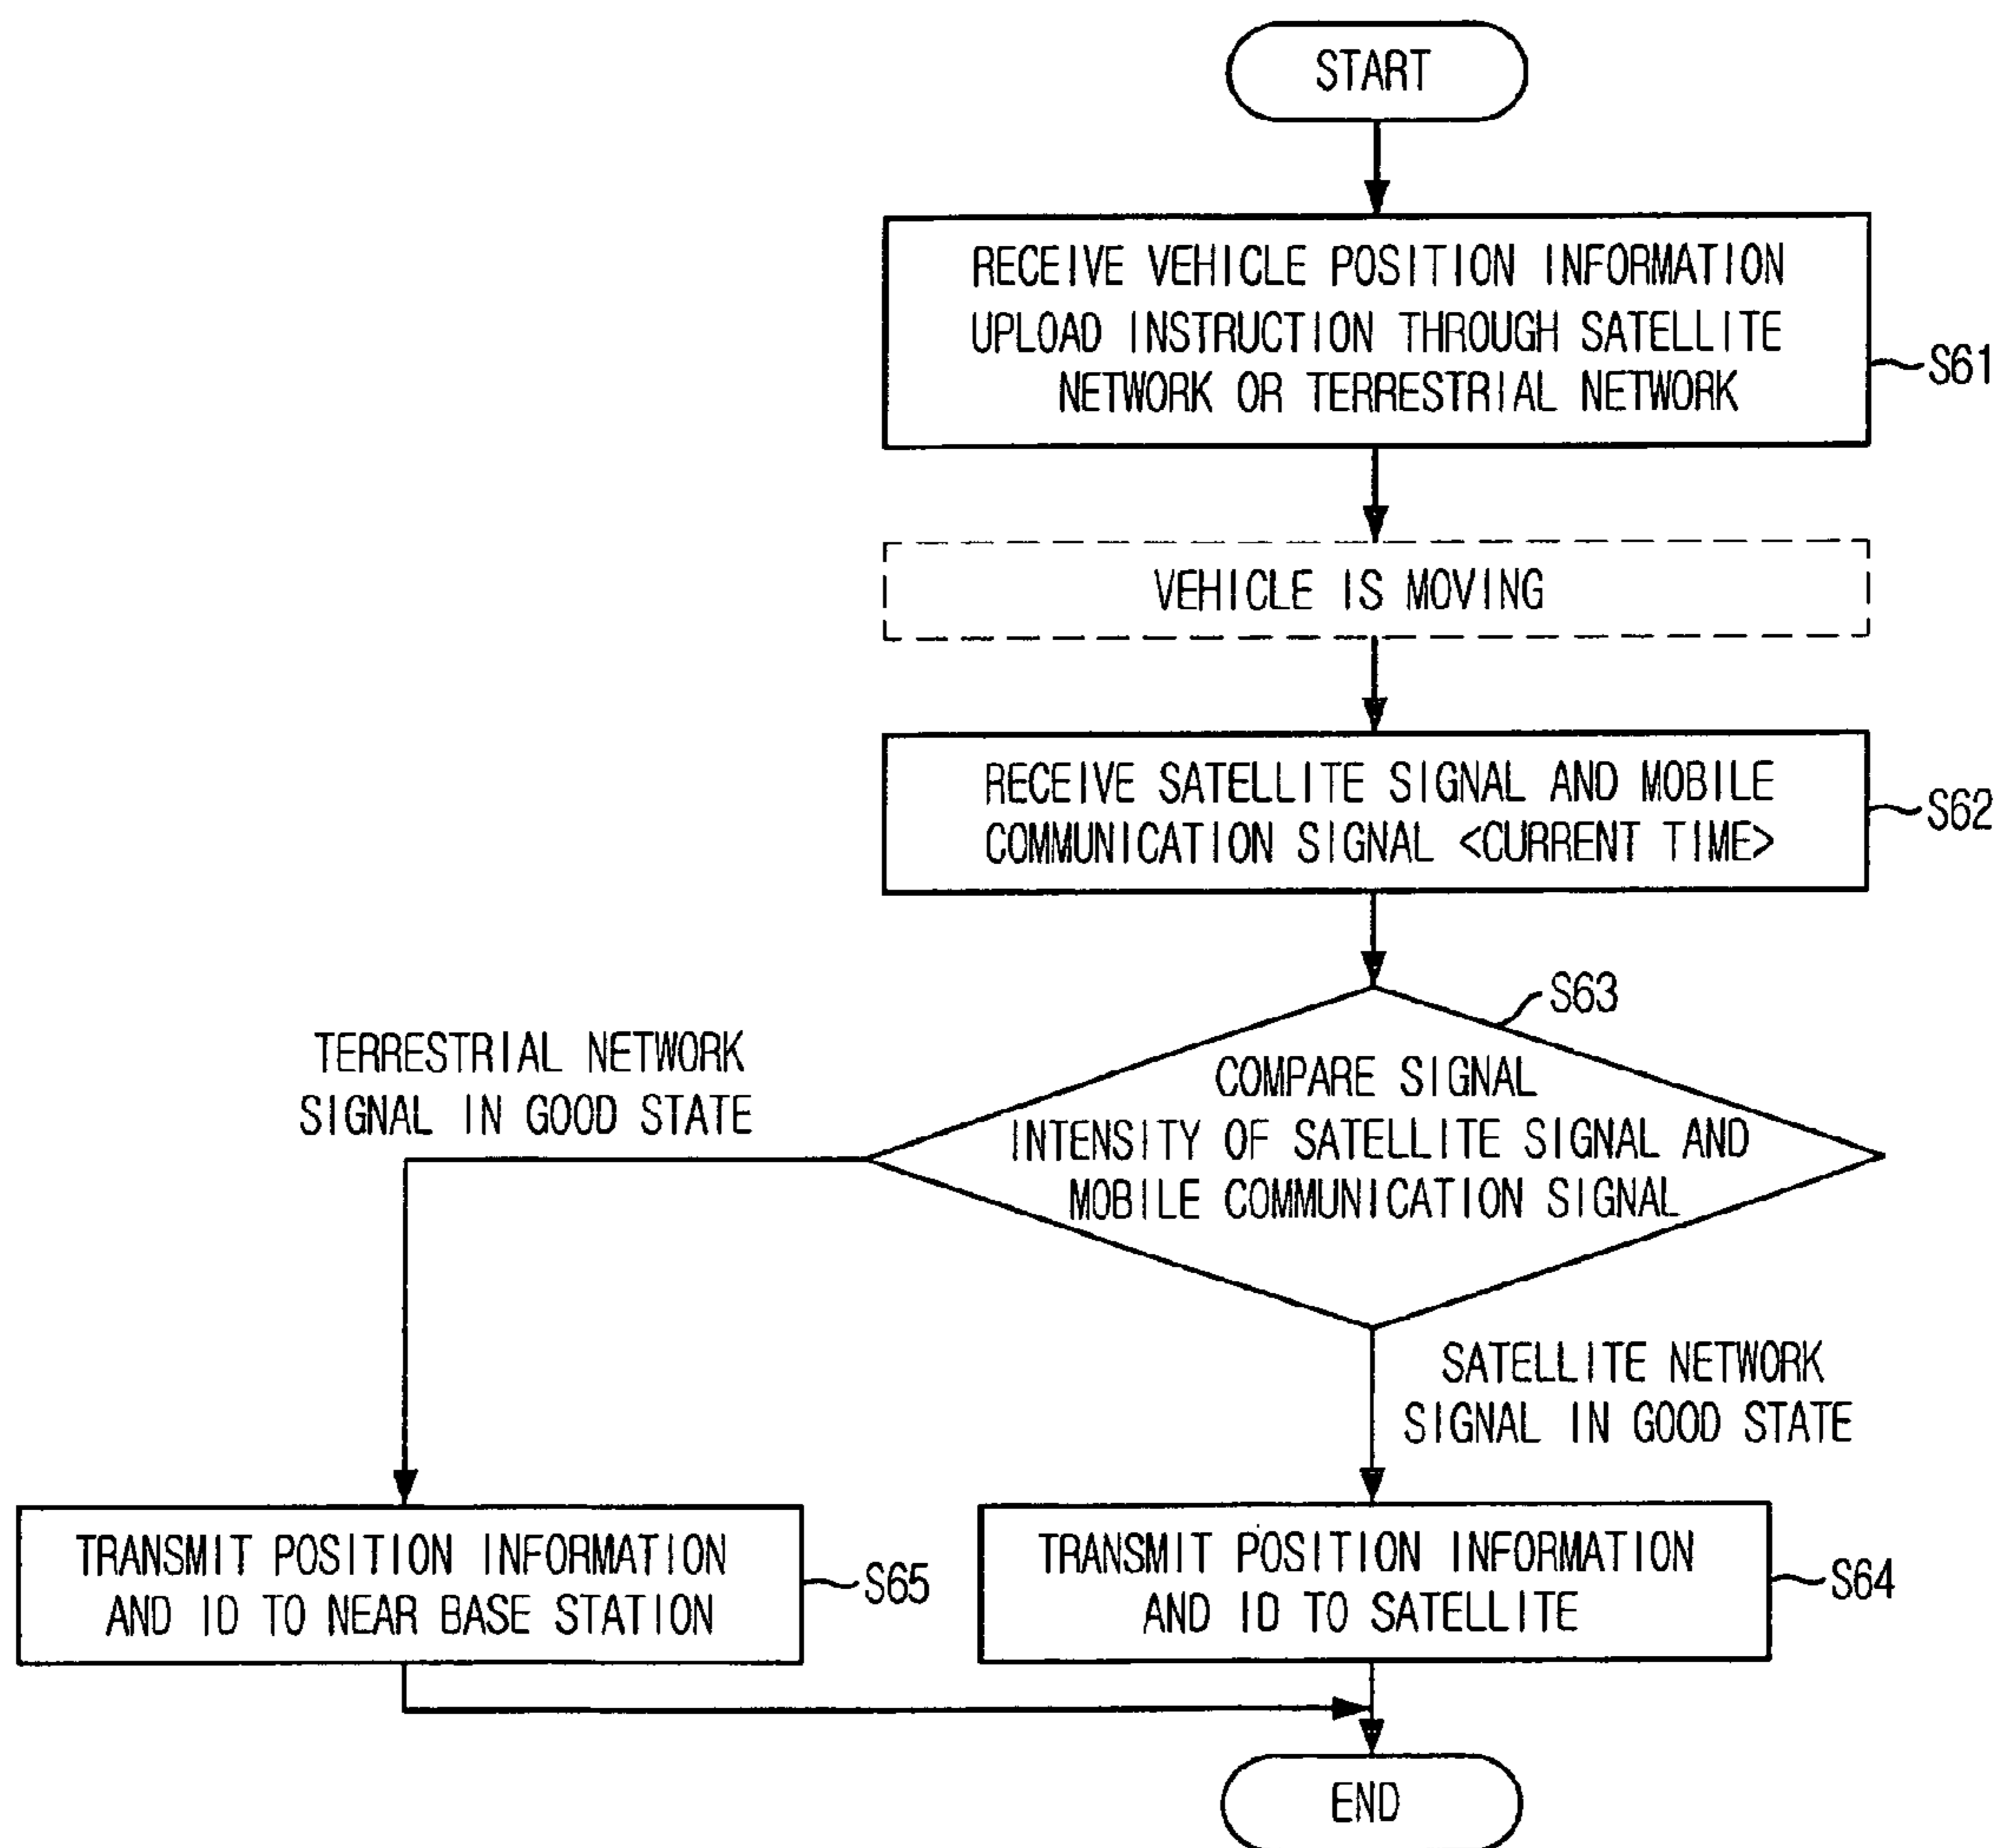 START
RECEIVE VEHICLE POSITION INFORMATION
UPLOAD INSTRUCTION THROUGH SATELLITE
NETWORK OR TERRESTRIAL NETWORK
S61
VEHICLE IS MOVING
RECEIVE SATELLITE SIGNAL AND MOBILE
COMMUNICATION SIGNAL <CURRENT TIME>
S62
S63
COMPARE SIGNAL
INTENSITY OF SATELLITE SIGNAL AND
MOBILE COMMUNICATION SIGNAL
TERRESTRIAL NETWORK
SIGNAL IN GOOD STATE
SATELLITE NETWORK
SIGNAL IN GOOD STATE
TRANSMIT POSITION INFORMATION
AND ID TO NEAR BASE STATION
S65
TRANSMIT POSITION INFORMATION
AND ID TO SATELLITE
S64
END